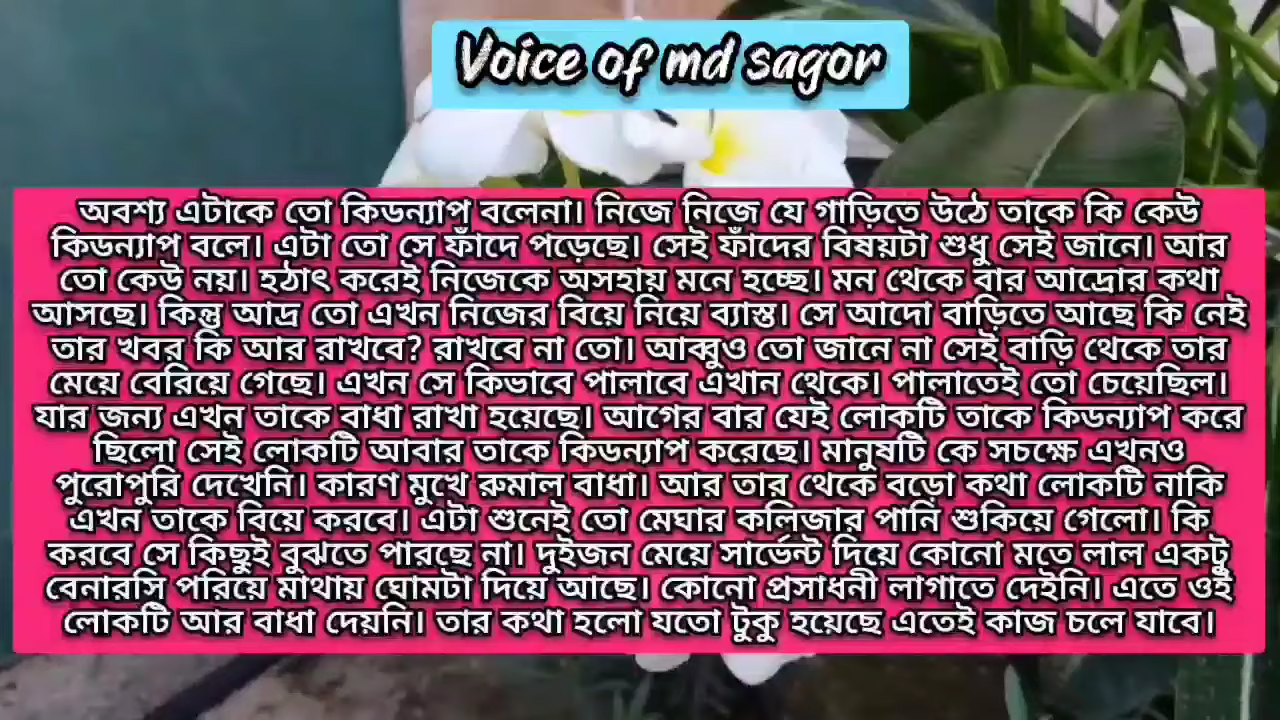 Voice of md sagor
অবশ্য এটাকে তো কিডন্যাপ বলেনা। নিজে নিজে যে গাড়িতে উঠে তাকে কি কেউ
কিডন্যাপ বলে। এটা তো সে ফাঁদে পড়েছে। সেই ফাঁদের বিষয়টা শুধু সেই জানে। আর
তো কেউ নয়। হঠাৎ করেই নিজেকে অসহায় মনে হচ্ছে। মন থেকে বার আদ্রোর কথা
আসছে। কিন্তু আদ্র তো এখন নিজের বিয়ে নিয়ে ব্যাস্ত। সে আদো বাড়িতে আছে কি নেই
তার খবর কি আর রাখবে? রাখবে না তো। আব্বুও তো জানে না সেই বাড়ি থেকে তার
মেয়ে বেরিয়ে গেছে। এখন সে কিভাবে পালাবে এখান থেকে। পালাতেই তো চেয়েছিল।
যার জন্য এখন তাকে বাধা রাখা হয়েছে। আগের বার যেই লোকটি তাকে কিডন্যাপ করে
ছিলো সেই লোকটি আবার তাকে কিডন্যাপ করেছে। মানুষটি কে সচক্ষে এখনও
পুরোপুরি দেখেনি। কারণ মুখে রুমাল বাধা। আর তার থেকে বড়ো কথা লোকটি নাকি
এখন তাকে বিয়ে করবে। এটা শুনেই তো মেঘার কলিজার পানি শুকিয়ে গেলো। কি
করবে সে কিছুই বুঝতে পারছে না। দুইজন মেয়ে সার্ভেন্ট দিয়ে কোনো মতে লাল একটু
বেনারসি পরিয়ে মাথায় ঘোমটা দিয়ে আছে। কোনো প্রসাধনী লাগাতে দেইনি। এতে ওই
লোকটি আর বাধা দেয়নি। তার কথা হলো যতো টুকু হয়েছে এতেই কাজ চলে যাবে।